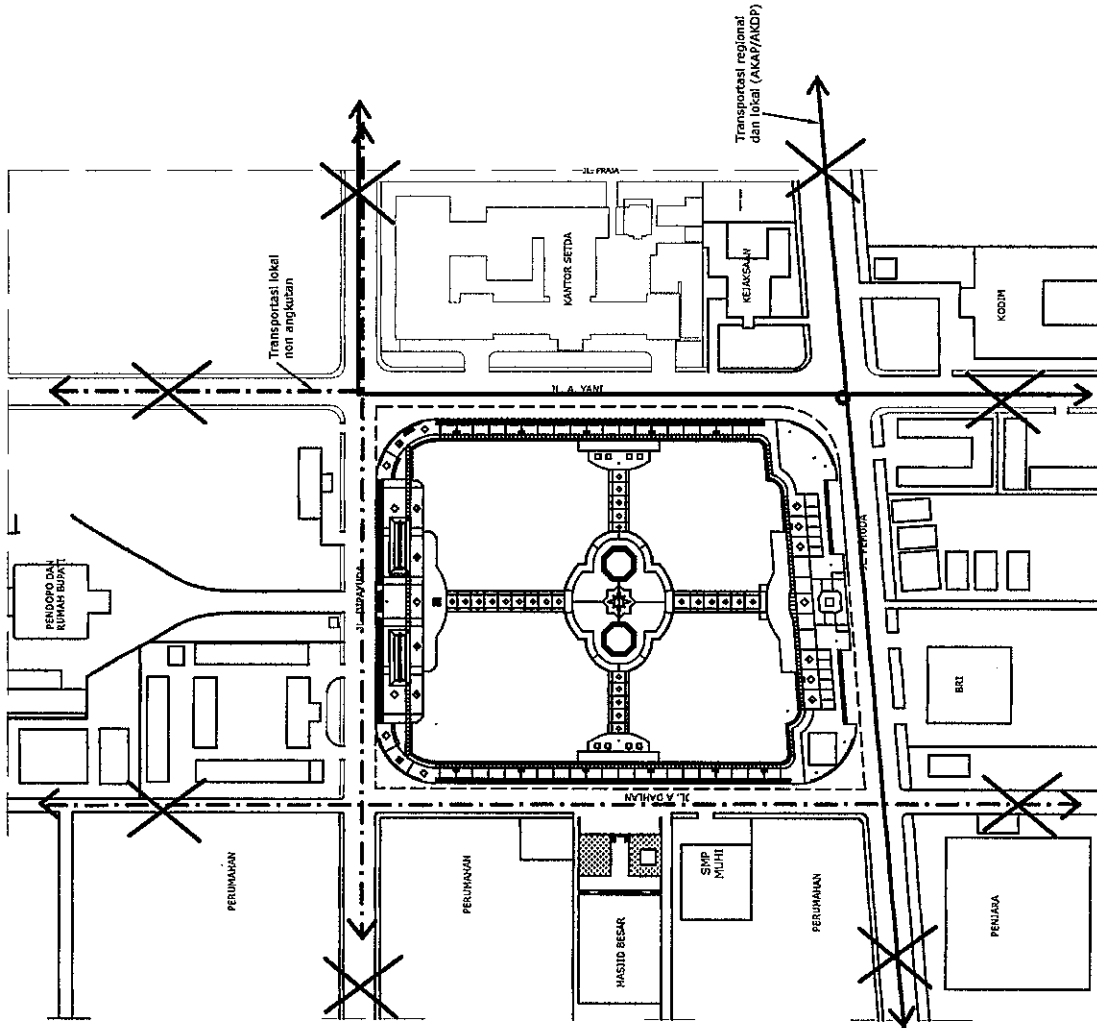 Transportasi regional
dan lokal (AKAP/AKDP)
JL. PRAJA
Transportasi lokal
non angkutan
KANTOR SETDA
KEJAKSAAN
KODIM
JL. A. YANI
PENDOPO DAN
RUMAH BUPATI
JL. DIPAYUDA
JL. PEMUDA
BRI
JL. A DAHLAN
PERUMAHAN
PERUMAHAN
MASJID BESAR
SMP
MUHI
PERUMAHAN
PENJARA